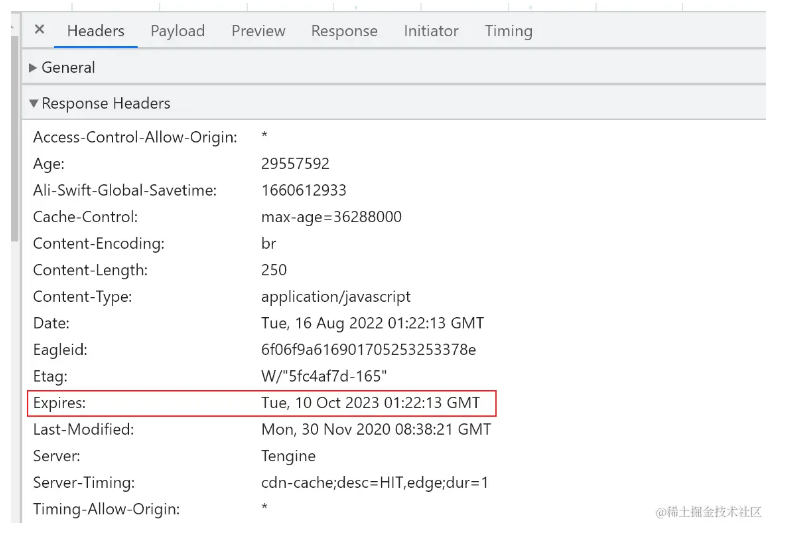 × Headers Payload Preview Response Initiator Timing
▶ General
▼ Response Headers
Access-Control-Allow-Origin: *
Age: 29557592
Ali-Swift-Global-Savetime: 1660612933
Cache-Control: max-age=36288000
Content-Encoding: br
Content-Length: 250
Content-Type: application/javascript
Date: Tue, 16 Aug 2022 01:22:13 GMT
Eagleid: 6f06f9a616901705253253378e
Etag: W/"5fc4af7d-165"
Expires: Tue, 10 Oct 2023 01:22:13 GMT
Last-Modified: Mon, 30 Nov 2020 08:38:21 GMT
Server: Tengine
Server-Timing: cdn-cache;desc=HIT,edge;dur=1
Timing-Allow-Origin: *
@稀土掘金技术社区